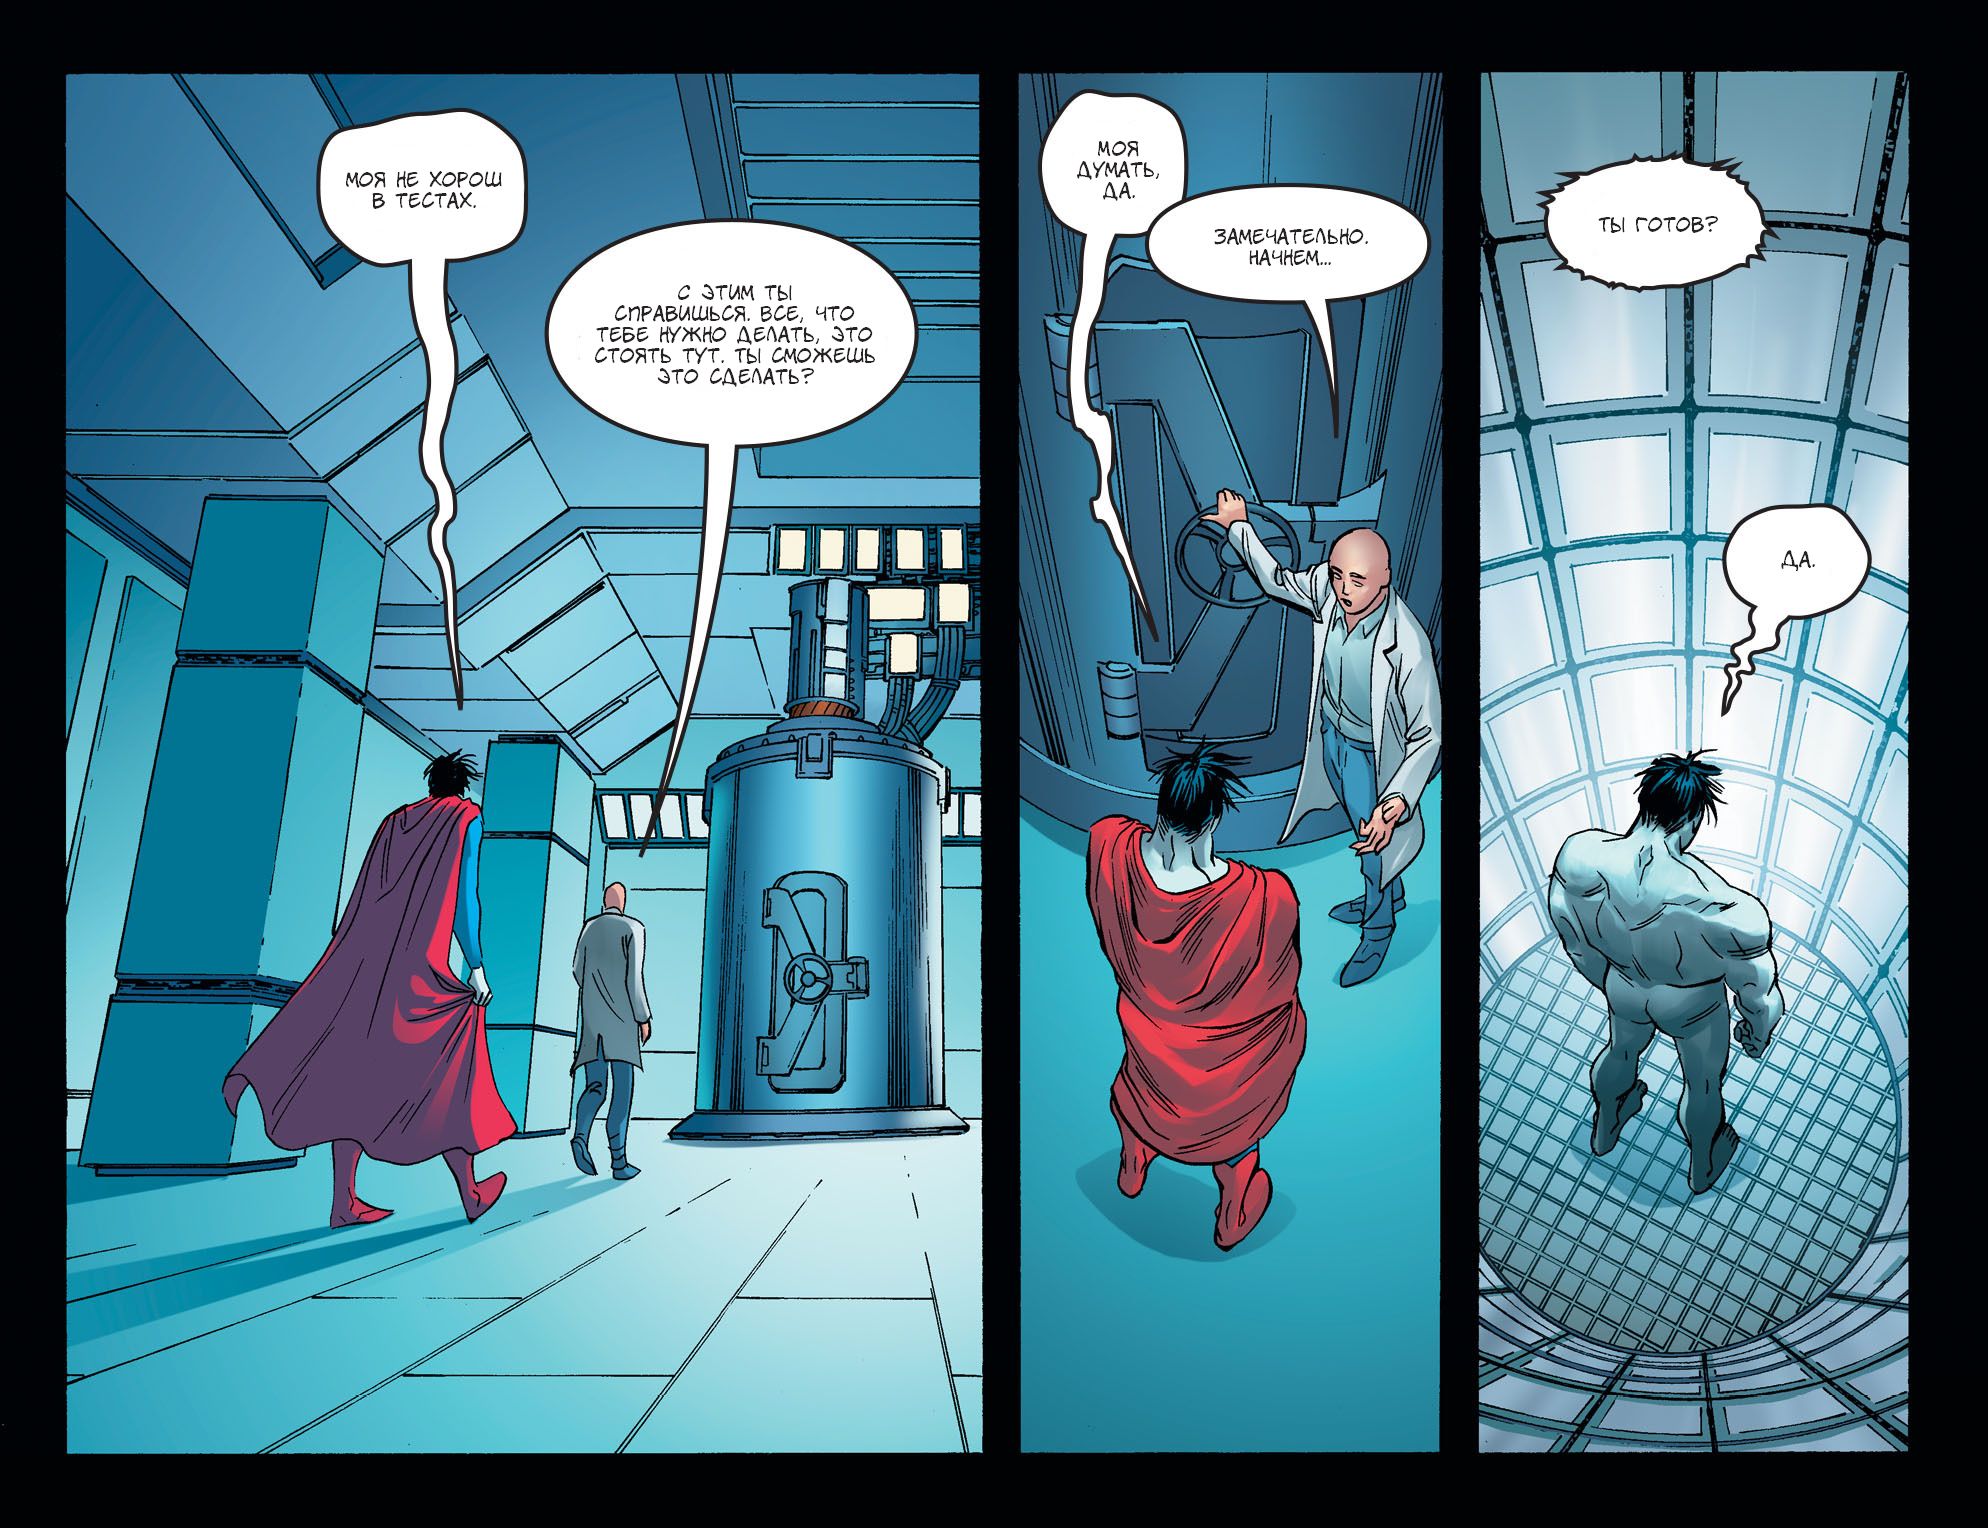 МОЯ НЕ ХОРОШ
В ТЕСТАХ.
С ЭТИМ ТЫ
СПРАВИШЬСЯ. ВСЕ, ЧТО
ТЕБЕ НУЖНО ДЕЛАТЬ, ЭТО
СТОЯТЬ ТУТ. ТЫ СМОЖЕШЬ
ЭТО СДЕЛАТЬ?
МОЯ
ДУМАТЬ,
ДА.
ЗАМЕЧАТЕЛЬНО.
НАЧНЕМ...
ТЫ ГОТОВ?
ДА.